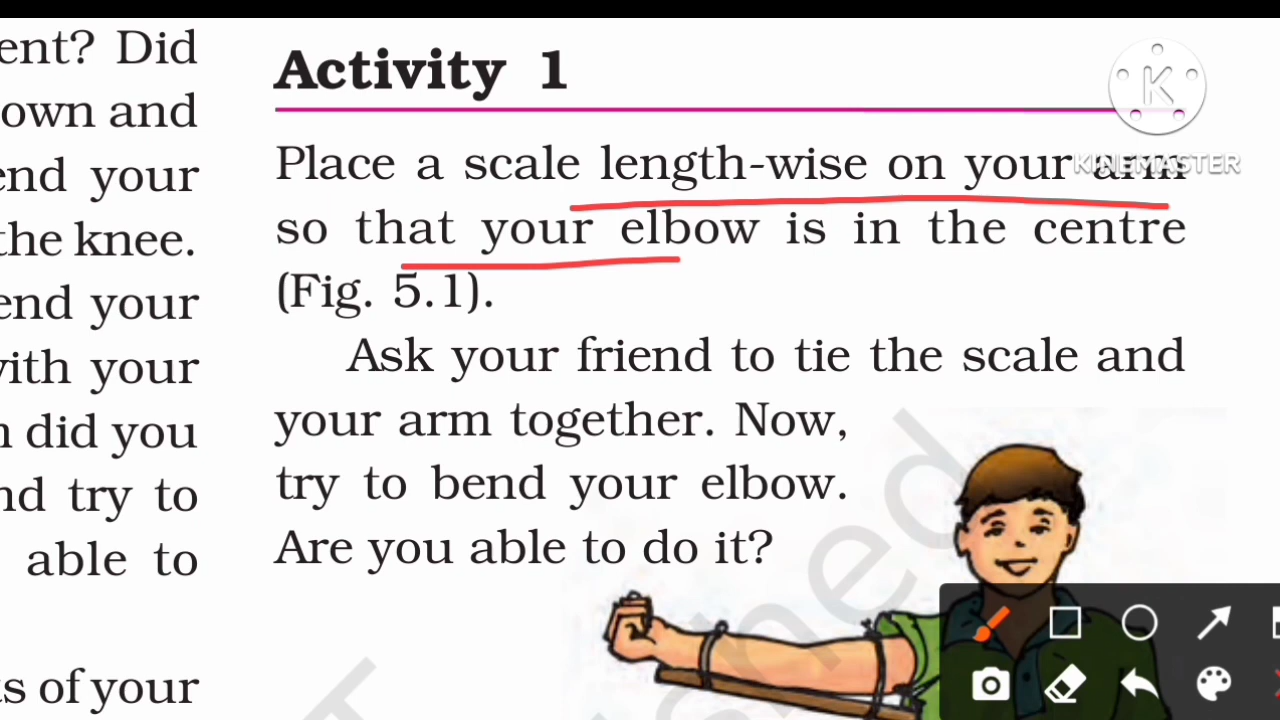 ent? Did
own and
end your
the knee.
end your
with your
n did you
nd try to
able to
ts of your
Activity 1
Place a scale length-wise on your arm
so that your elbow is in the centre
(Fig. 5.1).
Ask your friend to tie the scale and
your arm together. Now,
try to bend your elbow.
Are you able to do it?
K
KINEMASTER